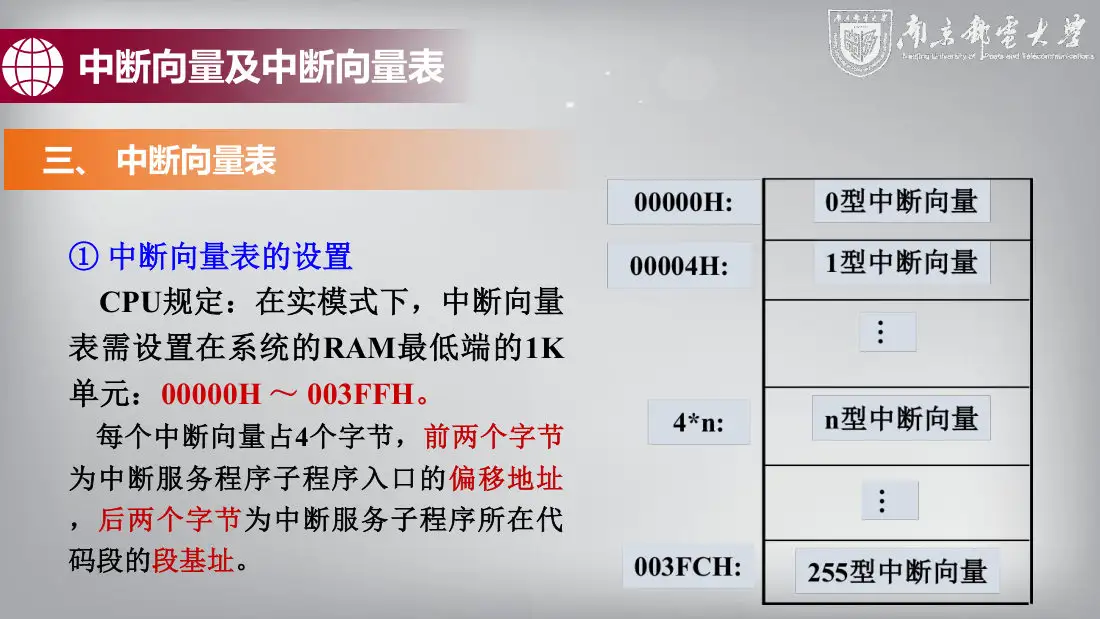 中断向量及中断向量表
南京邮电大学
Nanjing University of Posts and Telecommunications
三、 中断向量表
① 中断向量表的设置
CPU规定：在实模式下，中断向量
表需设置在系统的RAM最低端的1K
单元：00000H ～ 003FFH。
每个中断向量占4个字节，前两个字节
为中断服务程序子程序入口的偏移地址
，后两个字节为中断服务子程序所在代
码段的段基址。
00000H: 0型中断向量
00004H: 1型中断向量
⋮
4*n: n型中断向量
⋮
003FCH: 255型中断向量